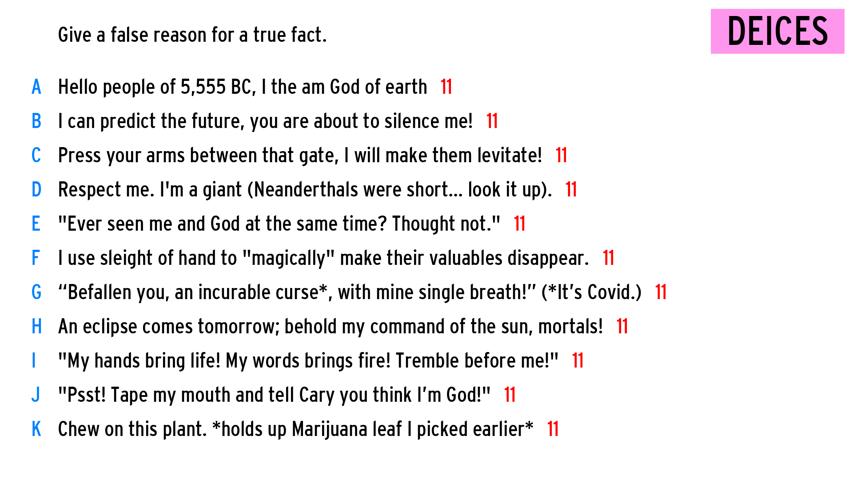 Give a false reason for a true fact.
DEICES
A Hello people of 5,555 BC, I the am God of earth 11
B I can predict the future, you are about to silence me! 11
C Press your arms between that gate, I will make them levitate! 11
D Respect me. I'm a giant (Neanderthals were short... look it up). 11
E "Ever seen me and God at the same time? Thought not." 11
F I use sleight of hand to "magically" make their valuables disappear. 11
G “Befallen you, an incurable curse*, with mine single breath!” (*It’s Covid.) 11
H An eclipse comes tomorrow; behold my command of the sun, mortals! 11
I "My hands bring life! My words brings fire! Tremble before me!" 11
J "Psst! Tape my mouth and tell Cary you think I’m God!" 11
K Chew on this plant. *holds up Marijuana leaf I picked earlier* 11